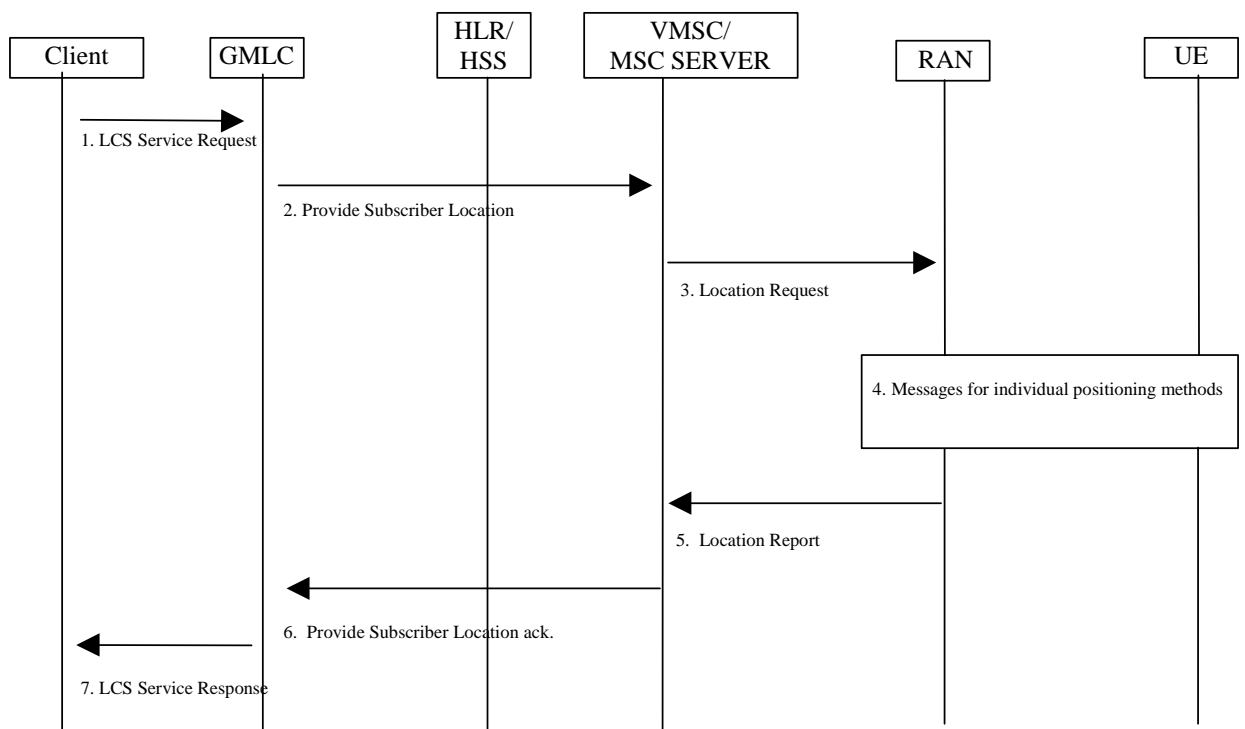 Client
GMLC
HLR/
HSS
VMSC/
MSC SERVER
RAN
UE
1. LCS Service Request
2. Provide Subscriber Location
3. Location Request
4. Messages for individual positioning methods
5. Location Report
6. Provide Subscriber Location ack.
7. LCS Service Response